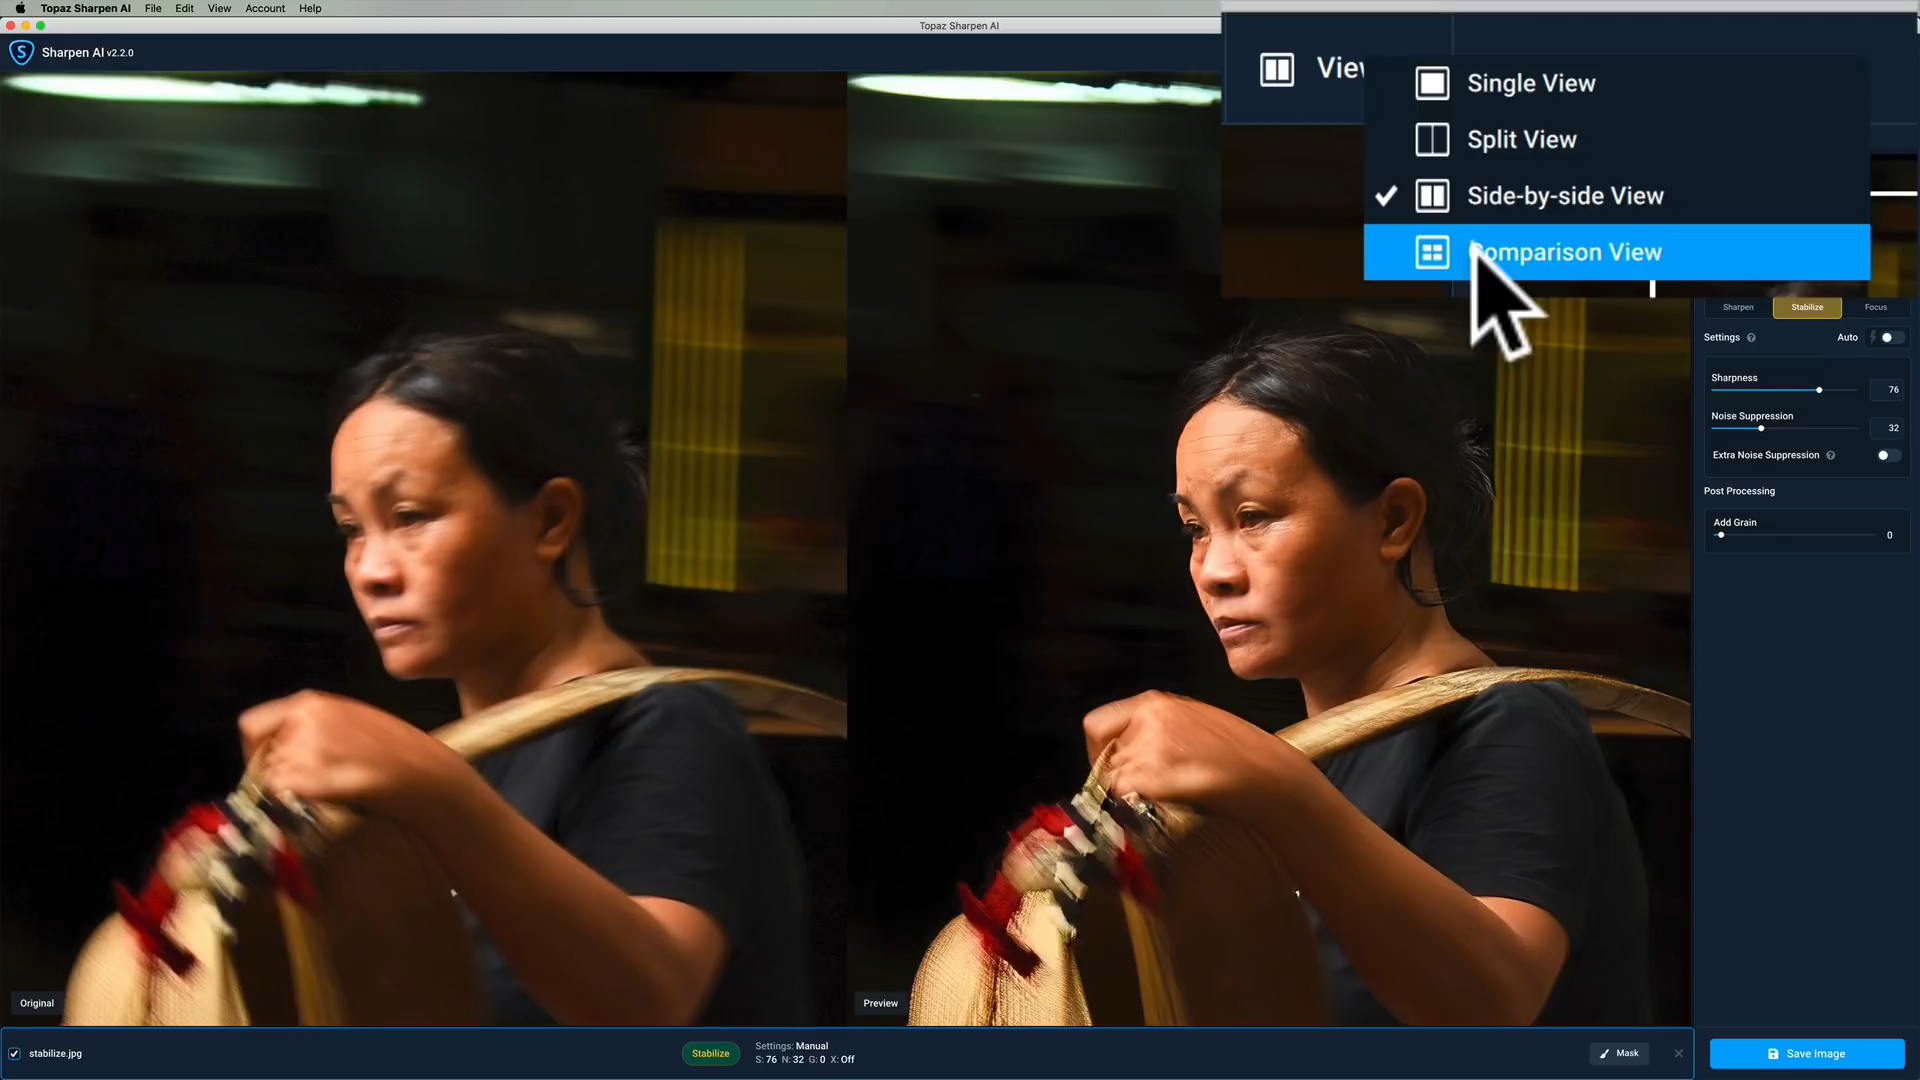 Topaz Sharpen AI File Edit View Account Help
Topaz Sharpen AI
Sharpen AI v2.2.0
View
Single View
Split View
Side-by-side View
Comparison View
Sharpen Stabilize Focus
Settings Auto
Sharpness
76
Noise Suppression
32
Extra Noise Suppression
Post Processing
Add Grain
0
Original
Preview
stabilize.jpg
Stabilize
Settings: Manual
S: 76 N: 32 G: 0 X: Off
Mask
Save Image